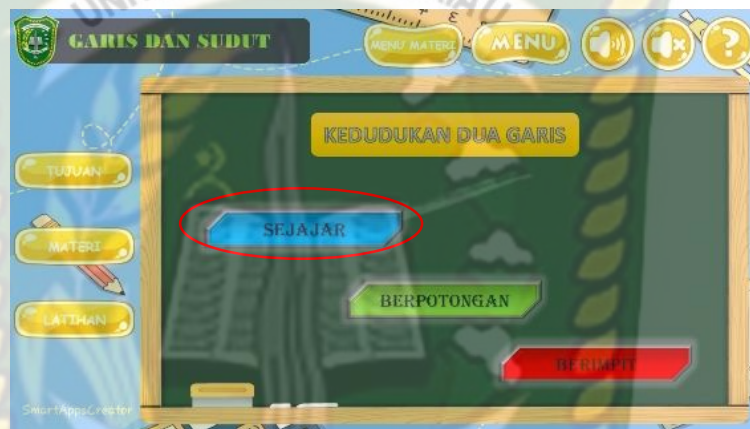 GARIS DAN SUDUT
MENU MATERI
MENU
?
KEDUDUKAN DUA GARIS
TUJUAN
SEJAJAR
MATERI
BERPOTONGAN
LATIHAN
BERIMPIT
SmartAppsCreator